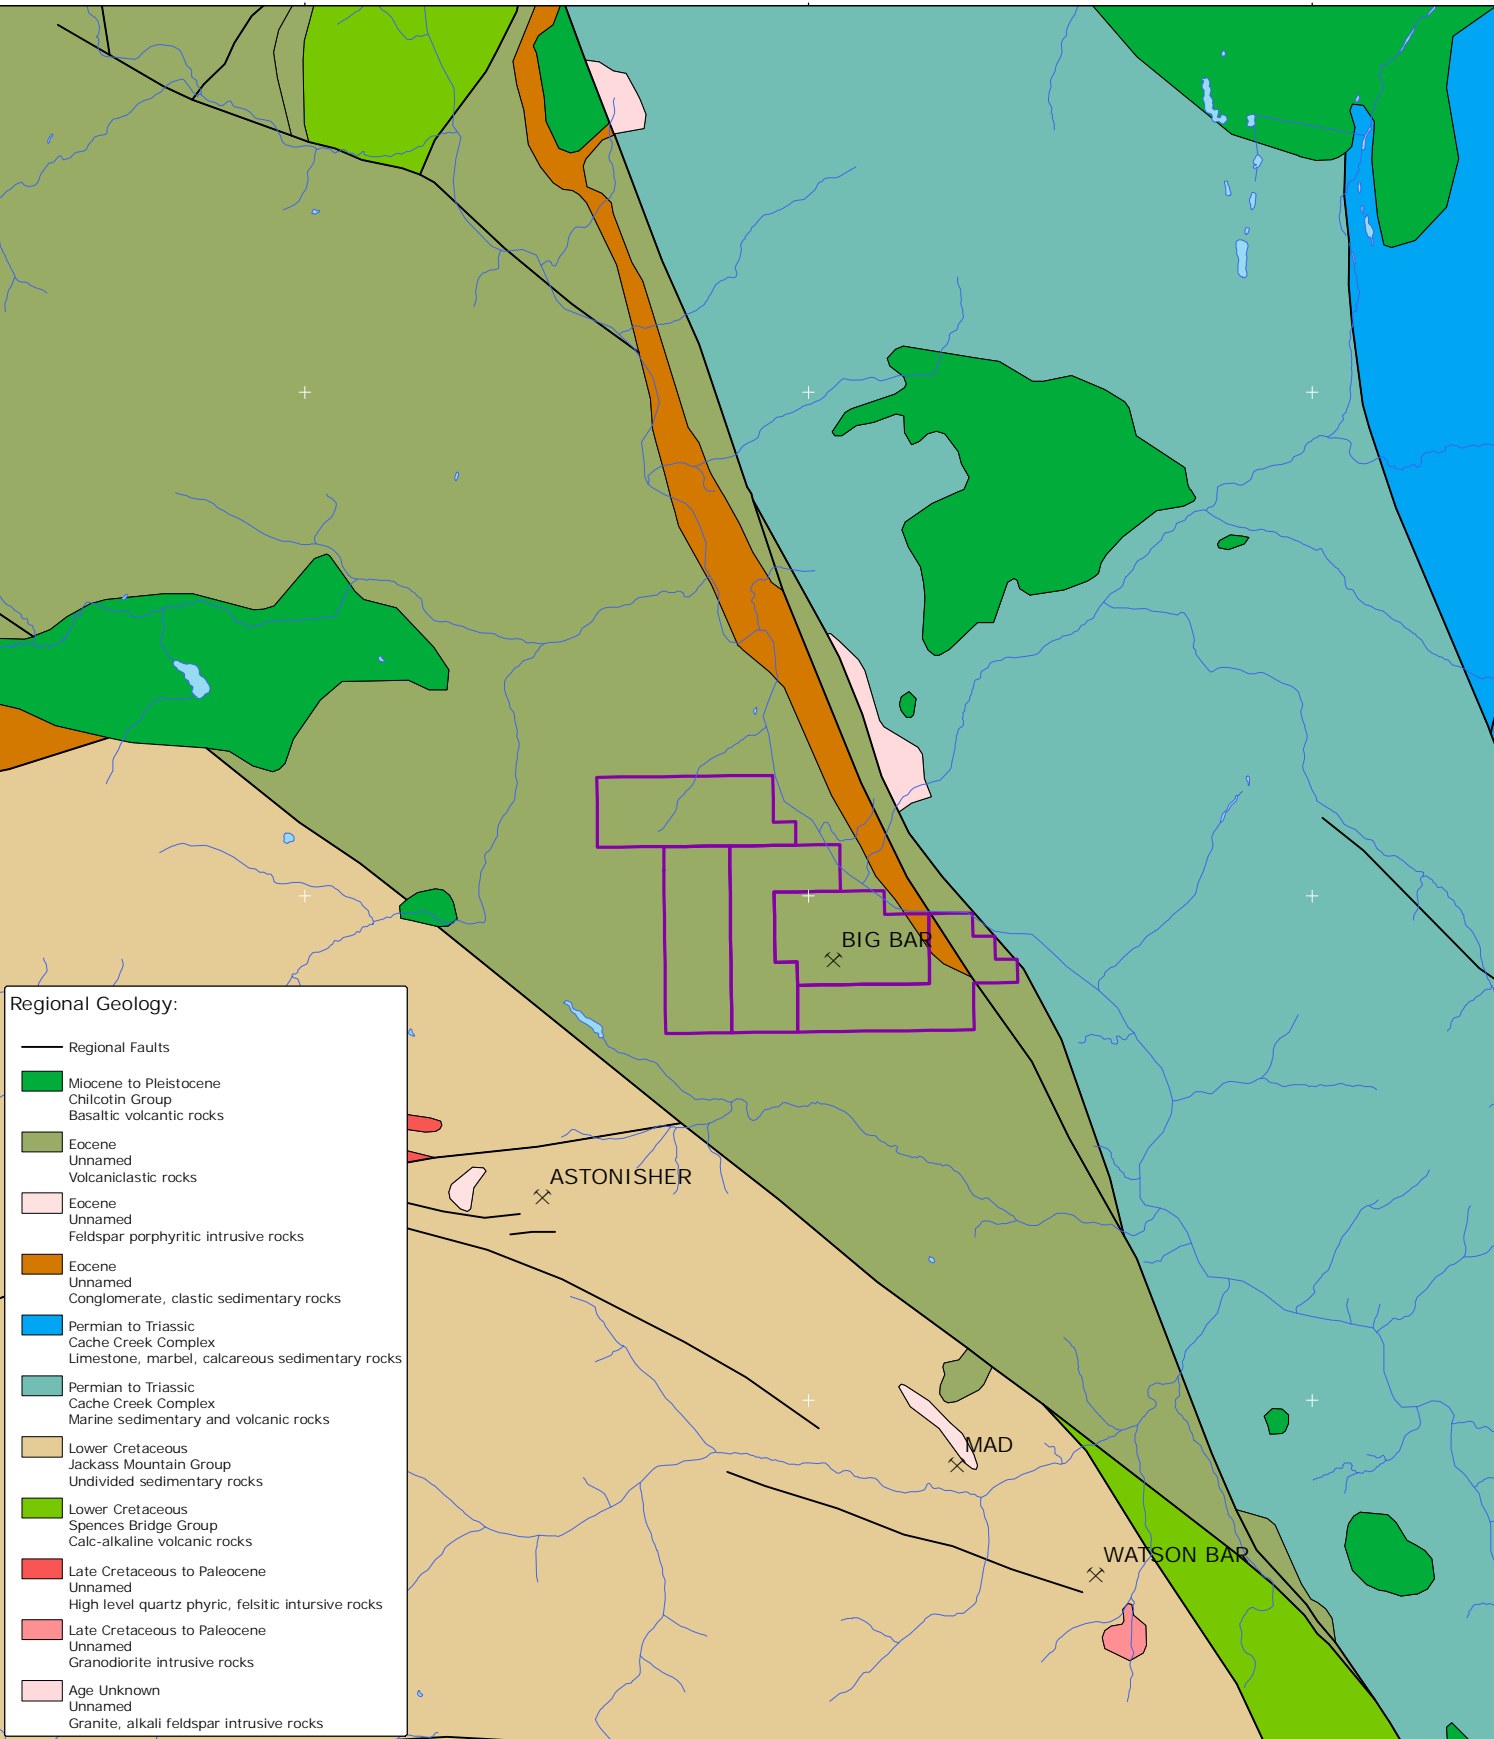 BIG BAR
Regional Geology:
Regional Faults
Miocene to Pleistocene
Chilcotin Group
Basaltic volcantic rocks
Eocene
Unnamed
Volcaniclastic rocks
Eocene
Unnamed
Feldspar porphyritic intrusive rocks
Eocene
Unnamed
Conglomerate, clastic sedimentary rocks
Permian to Triassic
Cache Creek Complex
Limestone, marbel, calcareous sedimentary rocks
Permian to Triassic
Cache Creek Complex
Marine sedimentary and volcanic rocks
Lower Cretaceous
Jackass Mountain Group
Undivided sedimentary rocks
Lower Cretaceous
Spences Bridge Group
Calc-alkaline volcanic rocks
Late Cretaceous to Paleocene
Unnamed
High level quartz phyric, felsitic intursive rocks
Late Cretaceous to Paleocene
Unnamed
Granodiorite intrusive rocks
Age Unknown
Unnamed
Granite, alkali feldspar intrusive rocks
ASTONISHER
MAD
WATSON BAR